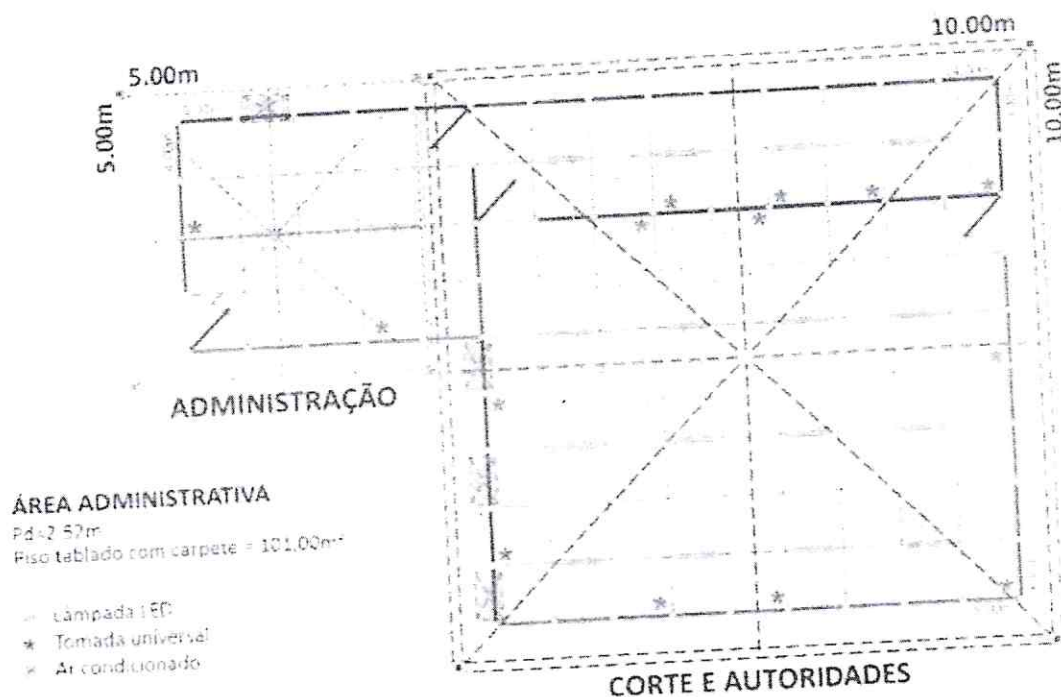 10.00m
5.00m
5.00m
10.00m
ADMINISTRAÇÃO
ÁREA ADMINISTRATIVA
Pd=2.52m
Piso tablado com carpete = 101.00m²
Lâmpada LED
* Tomada universal
Ar condicionado
CORTE E AUTORIDADES